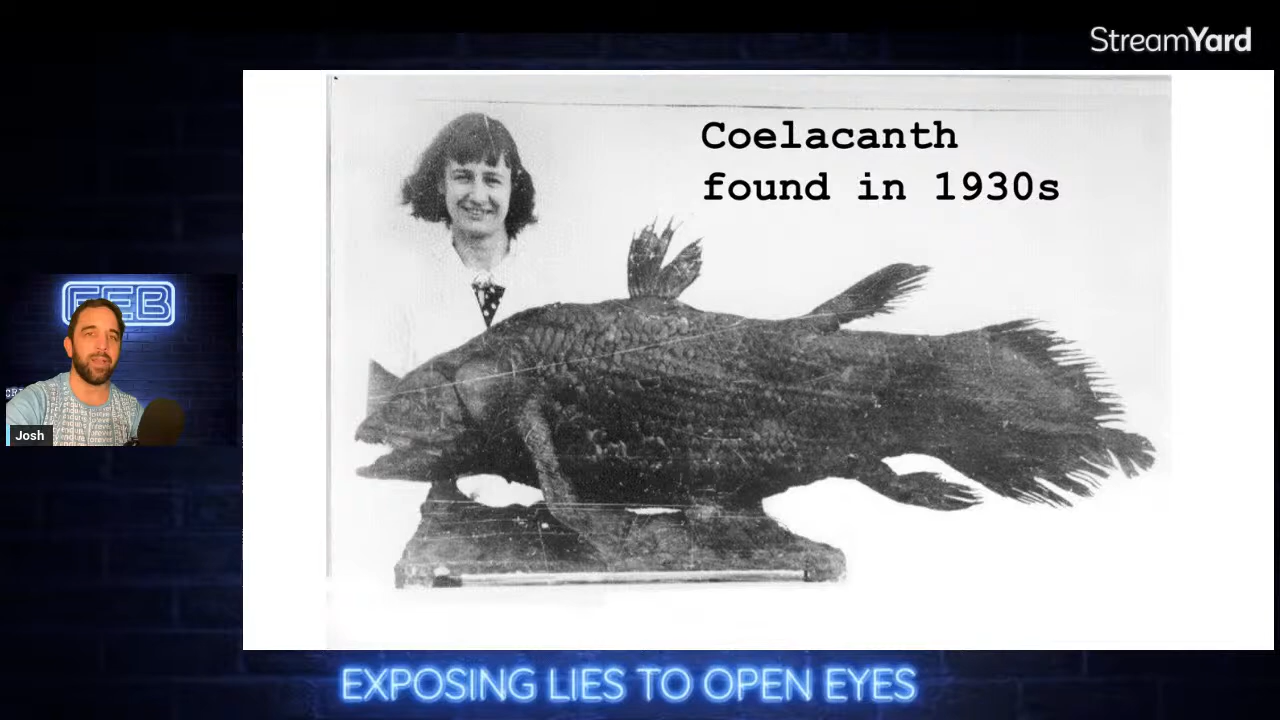 StreamYard
Coelacanth
found in 1930s
FEB
Josh
EXPOSING LIES TO OPEN EYES